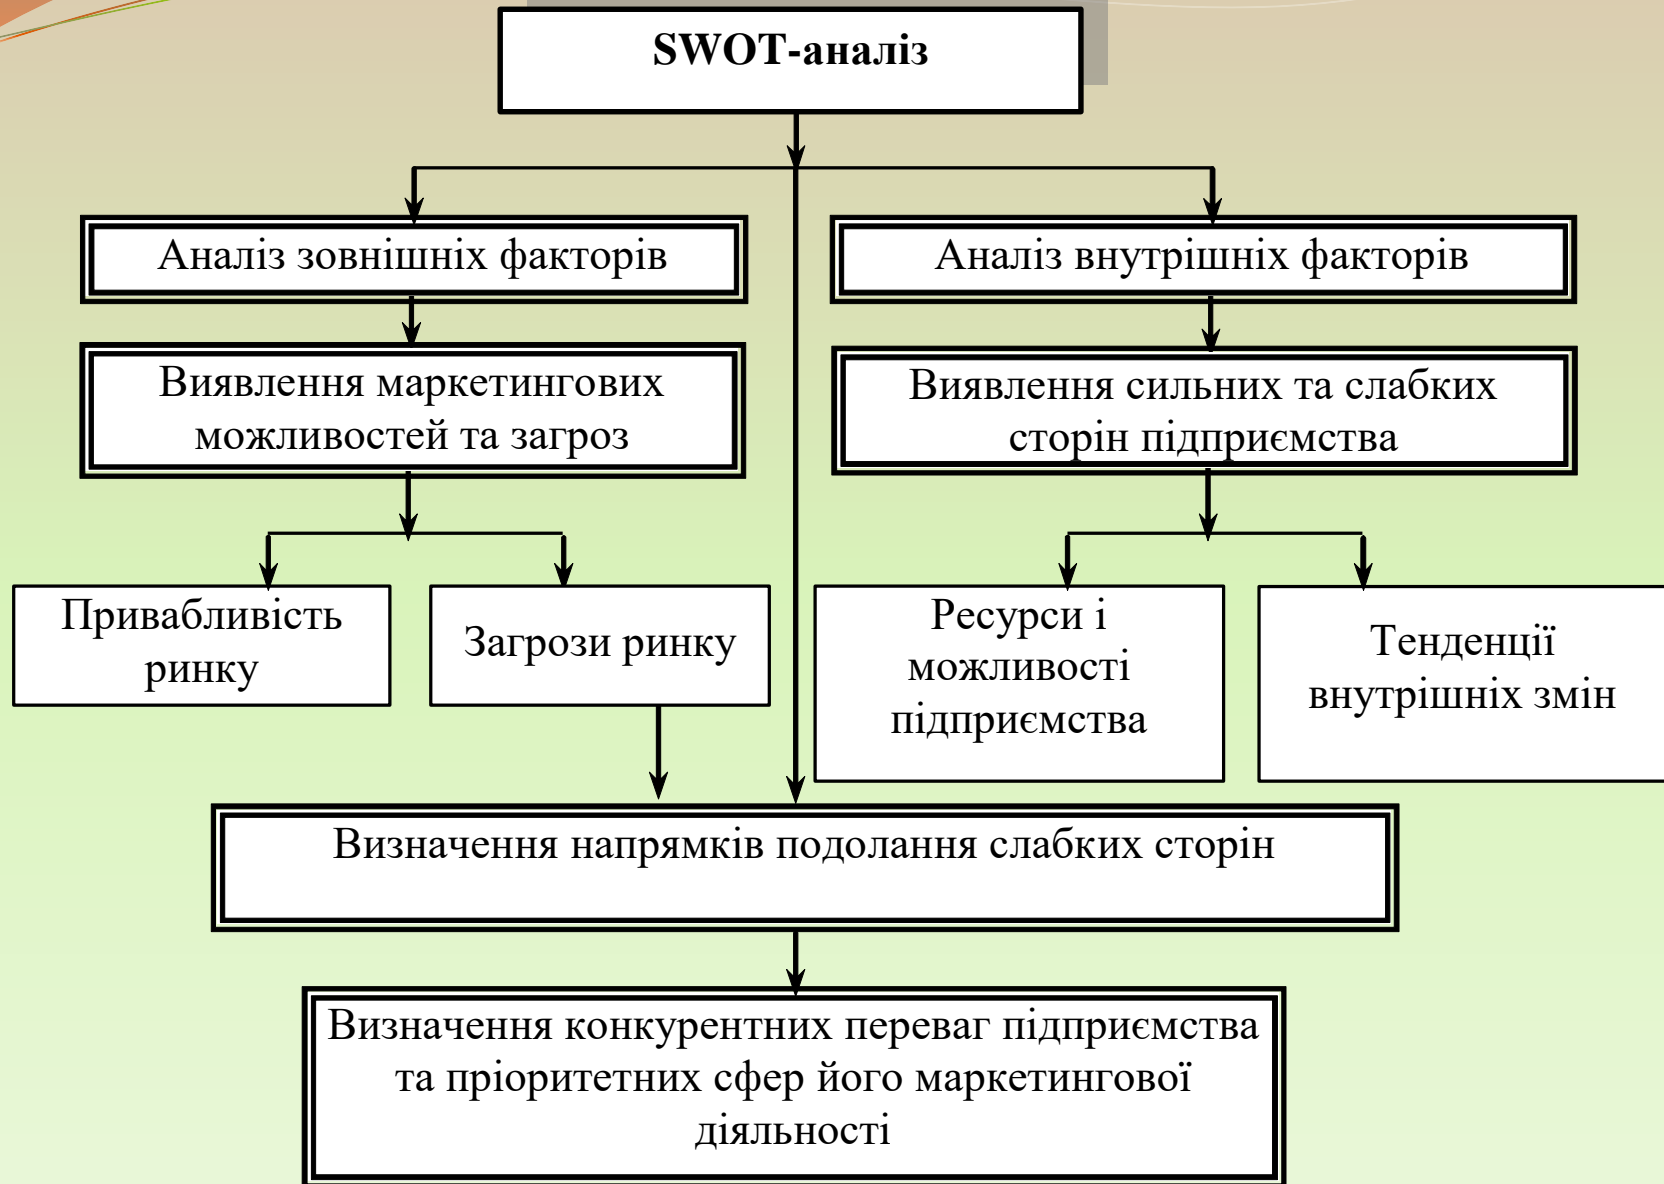 SWOT-аналіз
Аналіз зовнішніх факторів
Аналіз внутрішніх факторів
Виявлення маркетингових
можливостей та загроз
Виявлення сильних та слабких
сторін підприємства
Привабливість
ринку
Загрози ринку
Ресурси і
можливості
підприємства
Тенденції
внутрішніх змін
Визначення напрямків подолання слабких сторін
Визначення конкурентних переваг підприємства
та пріоритетних сфер його маркетингової
діяльності